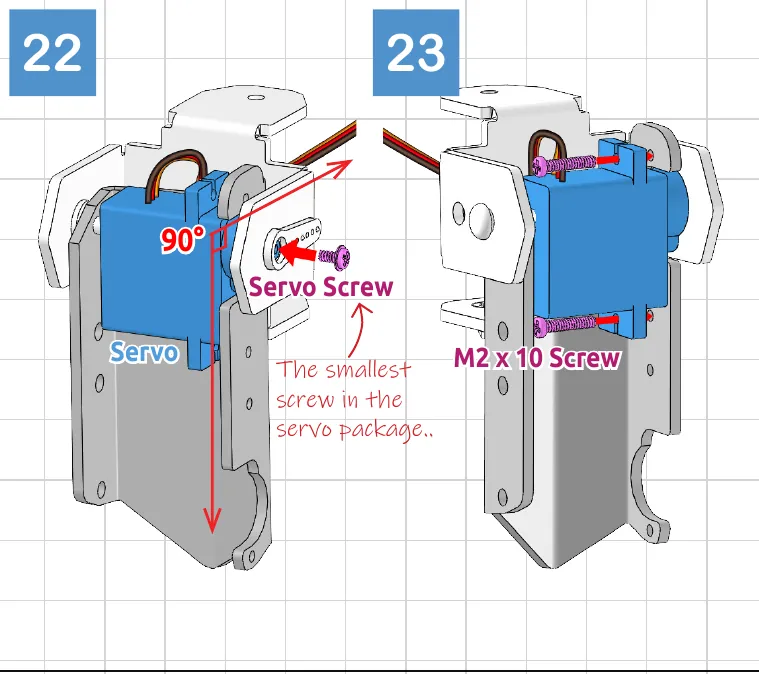 22
23
90°
Servo Screw
Servo
M2 x 10 Screw
The smallest
screw in the
servo package..